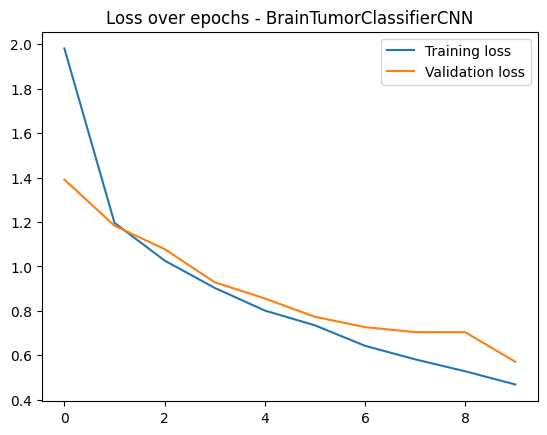 Loss over epochs - BrainTumorClassifierCNN
Training loss
Validation loss
2.0
1.8
1.6
1.4
1.2
1.0
0.8
0.6
0.4
0 2 4 6 8